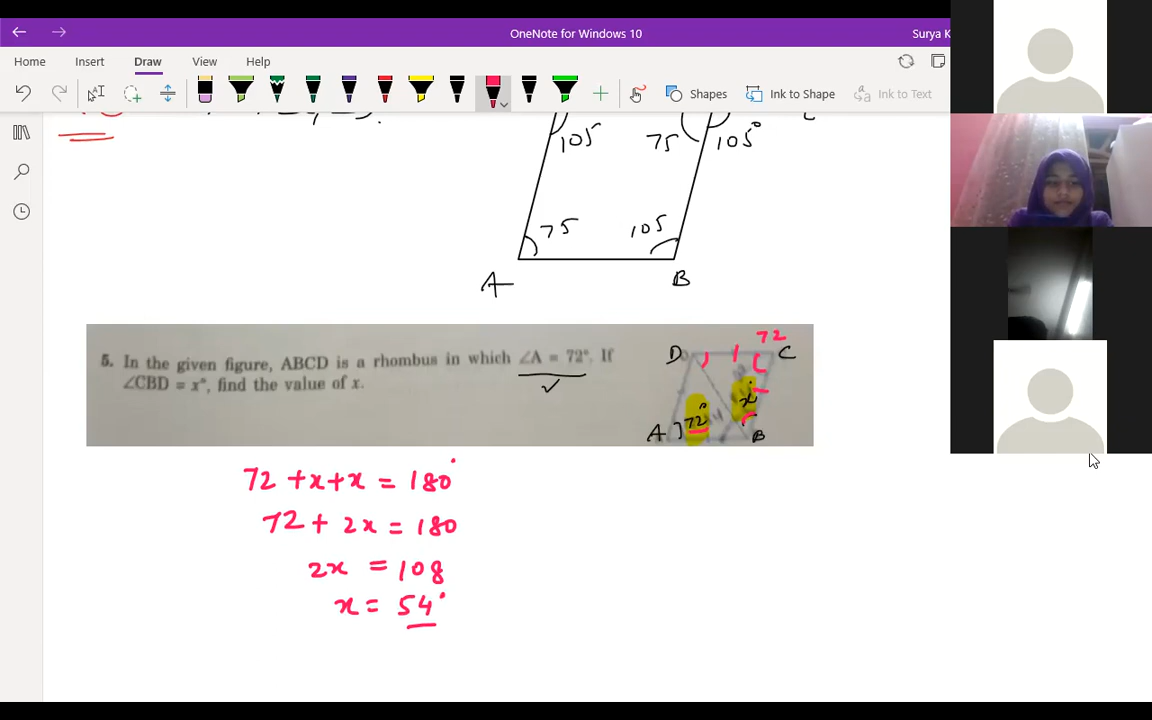 OneNote for Windows 10
Surya K
Home Insert Draw View Help
Shapes Ink to Shape Ink to Text
105 75 105°
75 105
A B
5. In the given figure, ABCD is a rhombus in which ∠A = 72°. If
∠CBD = x°, find the value of x.
72
D C
72° x
A B
72 + x + x = 180°
72 + 2x = 180
2x = 108
x = 54°